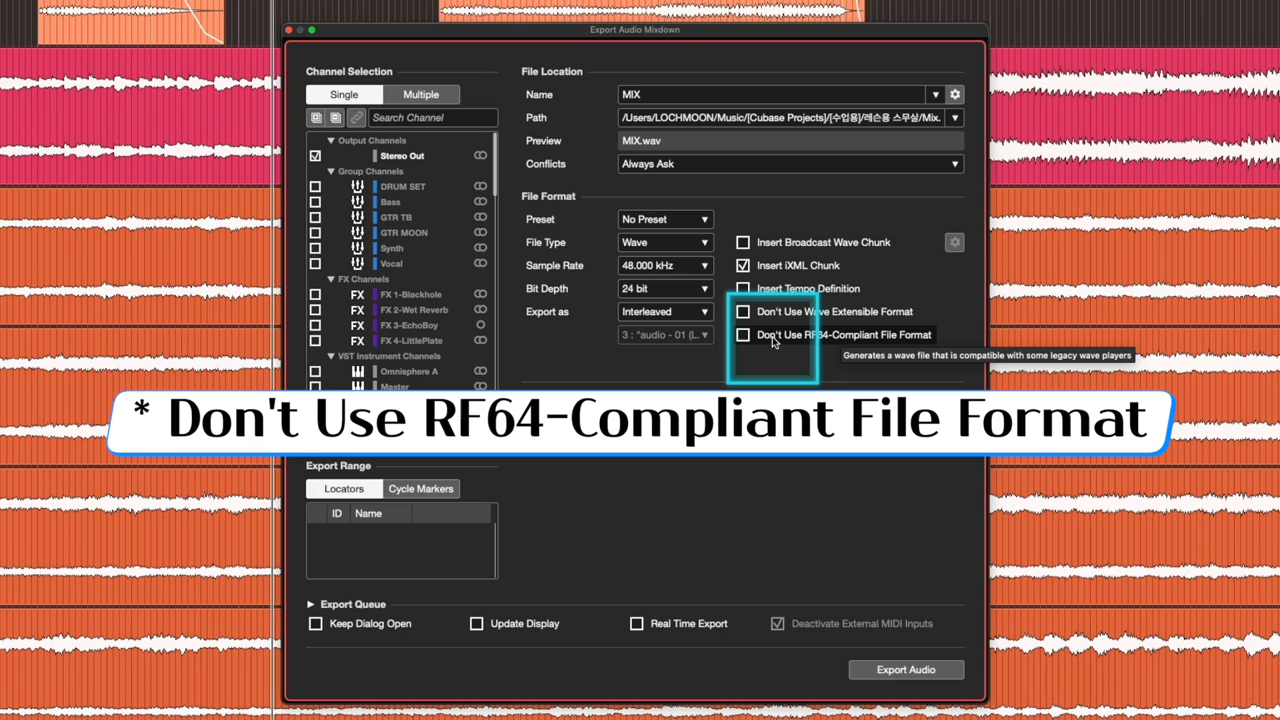 Export Audio Mixdown
Channel Selection
Single Multiple
Search Channel
Output Channels
Stereo Out
Group Channels
DRUM SET
Bass
GTR TB
GTR MOON
Synth
Vocal
FX Channels
FX FX 1-Blackhole
FX FX 2-Wet Reverb
FX FX 3-EchoBoy
FX FX 4-LittlePlate
VST Instrument Channels
Omnisphere A
Master
File Location
Name MIX
Path /Users/LOCHMOON/Music/[Cubase Projects]/[수업용]/레슨용 스무실/Mix.
Preview MIX.wav
Conflicts Always Ask
File Format
Preset No Preset
File Type Wave Insert Broadcast Wave Chunk
Sample Rate 48.000 kHz Insert iXML Chunk
Bit Depth 24 bit Insert Tempo Definition
Export as Interleaved Don't Use Wave Extensible Format
3 : "audio - 01 (L... Don't Use RF64-Compliant File Format
Generates a wave file that is compatible with some legacy wave players
* Don't Use RF64-Compliant File Format
Export Range
Locators Cycle Markers
ID Name
Export Queue
Keep Dialog Open Update Display Real Time Export Deactivate External MIDI Inputs
Export Audio